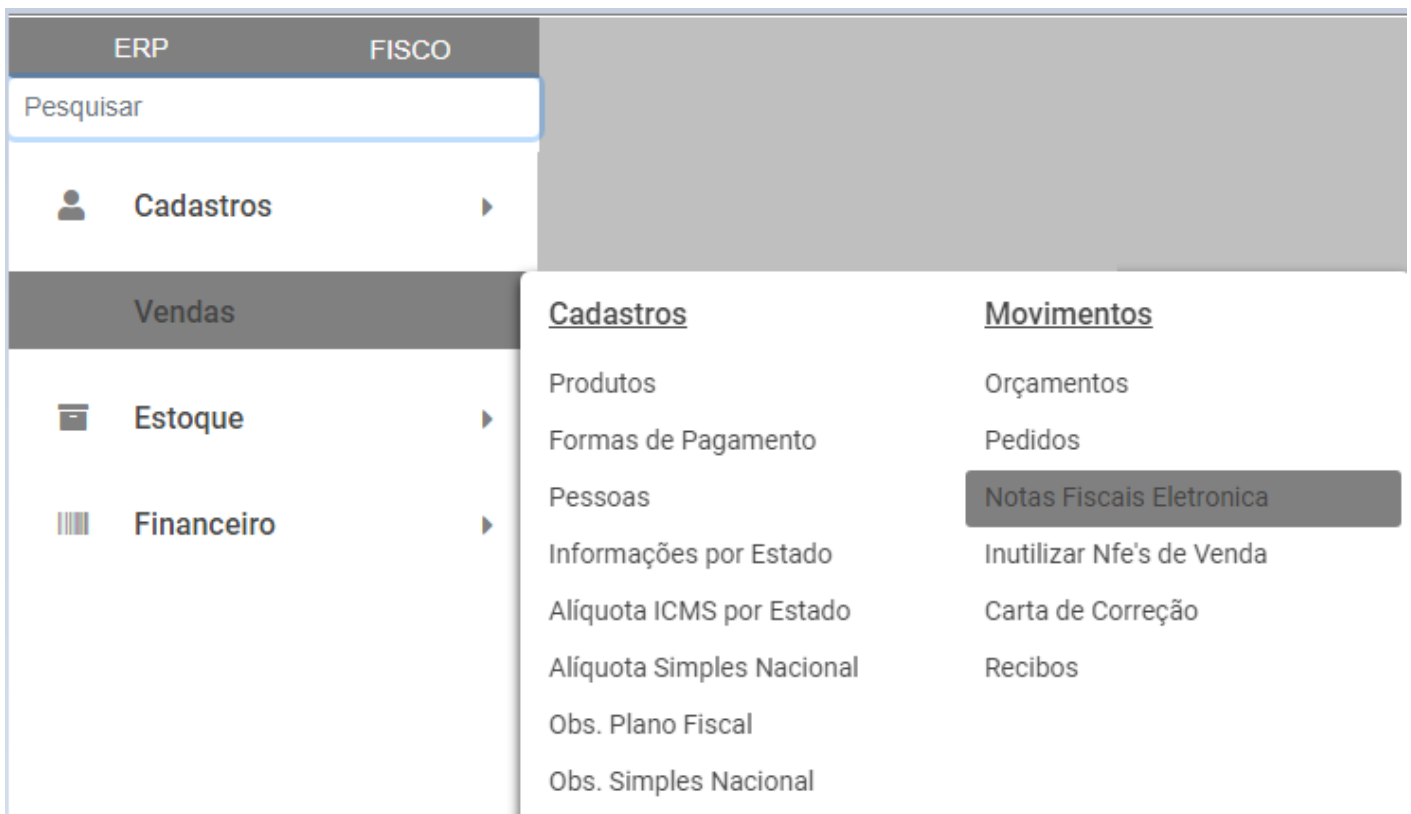 ERP FISCO
Pesquisar
Cadastros
Vendas
Estoque
Financeiro
Cadastros
Produtos
Formas de Pagamento
Pessoas
Informações por Estado
Alíquota ICMS por Estado
Alíquota Simples Nacional
Obs. Plano Fiscal
Obs. Simples Nacional
Movimentos
Orçamentos
Pedidos
Notas Fiscais Eletronica
Inutilizar Nfe's de Venda
Carta de Correção
Recibos